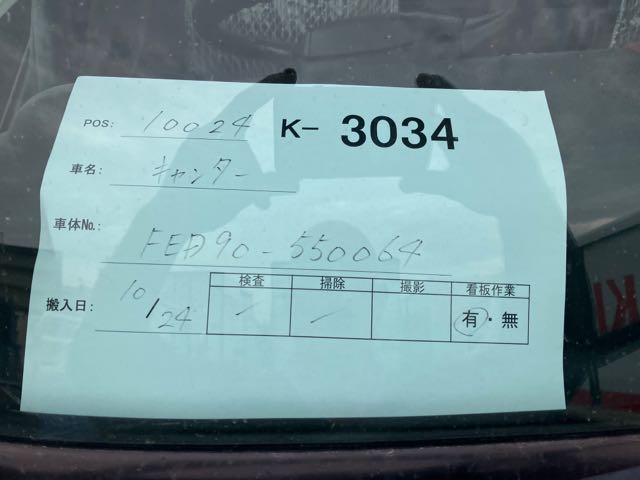 POS: 10024 K- 3034
車名: キャンター
車体No.: FED90-550064
搬入日: 10/24
検査 掃除 撮影 看板作業
有・無
KI